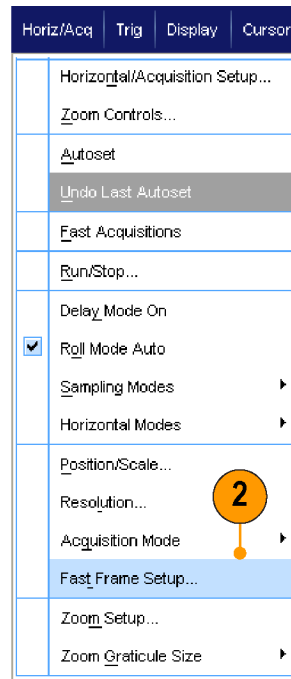 Horiz/Acq Trig Display Cursor
Horizontal/Acquisition Setup...
Zoom Controls...
Autoset
Undo Last Autoset
Fast Acquisitions
Run/Stop...
Delay Mode On
Roll Mode Auto
Sampling Modes
Horizontal Modes
Position/Scale...
Resolution...
2
Acquisition Mode
Fast Frame Setup...
Zoom Setup...
Zoom Graticule Size